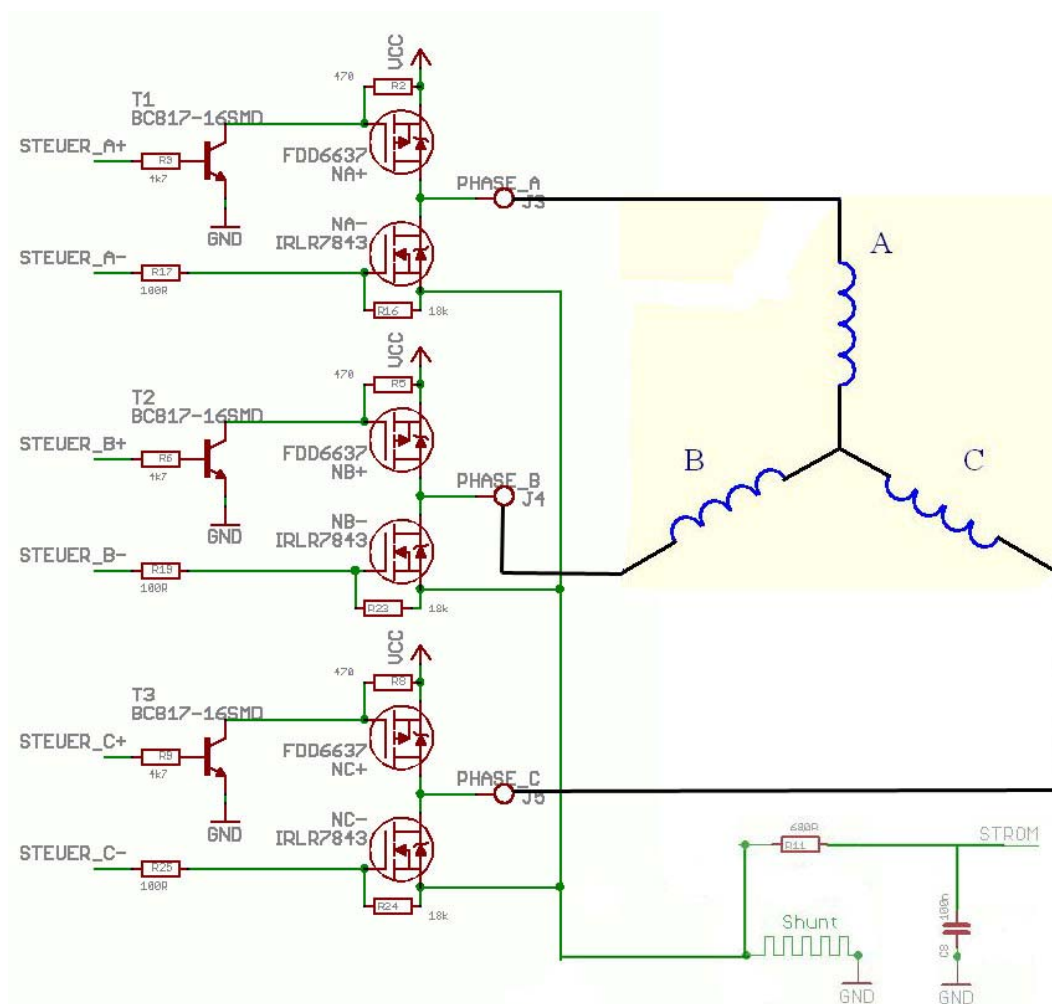 VCC
470
R2
T1
BC817-16SMD
STEUER_A+
R9
4k7
FDD6637
NA+
GND
PHASE_A
J3
A
NA-
IRLR7843
STEUER_A-
R17
100R
R16
18k
VCC
470
R5
T2
BC817-16SMD
STEUER_B+
R6
4k7
FDD6637
NB+
GND
PHASE_B
J4
B
C
NB-
IRLR7843
STEUER_B-
R19
100R
R23
18k
VCC
470
R8
T3
BC817-16SMD
STEUER_C+
R9
4k7
FDD6637
NC+
GND
PHASE_C
J5
NC-
IRLR7843
STEUER_C-
R25
100R
R24
18k
680R
R11
STROM
100n
C8
Shunt
GND
GND